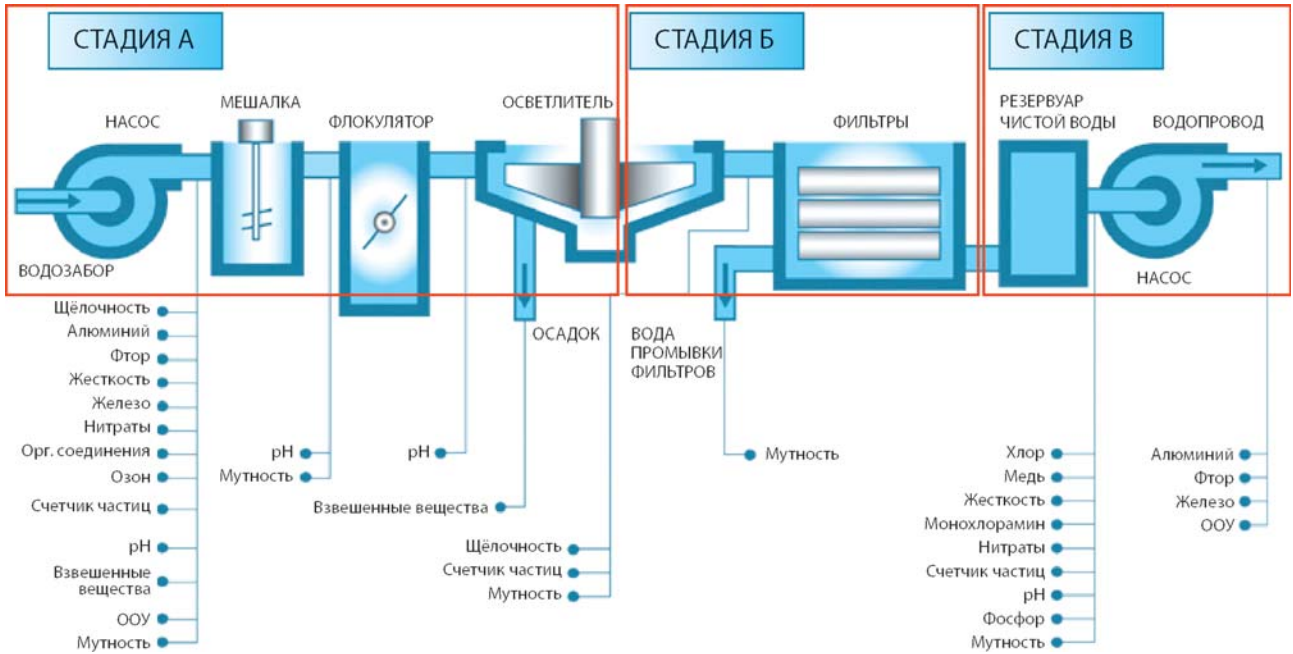 СТАДИЯ А
СТАДИЯ Б
СТАДИЯ В
НАСОС
МЕШАЛКА
ФЛОКУЛЯТОР
ОСВЕТЛИТЕЛЬ
ФИЛЬТРЫ
РЕЗЕРВУАР
ЧИСТОЙ ВОДЫ
ВОДОПРОВОД
ВОДОЗАБОР
НАСОС
ОСАДОК
ВОДА
ПРОМЫВКИ
ФИЛЬТРОВ
Щёлочность
Алюминий
Фтор
Жесткость
Железо
Нитраты
Орг. соединения
Озон
Счетчик частиц
pH
Взвешенные
вещества
ООУ
Мутность
pH
Мутность
pH
Взвешенные вещества
Щёлочность
Счетчик частиц
Мутность
Мутность
Хлор
Медь
Жесткость
Монохлорамин
Нитраты
Счетчик частиц
pH
Фосфор
Мутность
Алюминий
Фтор
Железо
ООУ